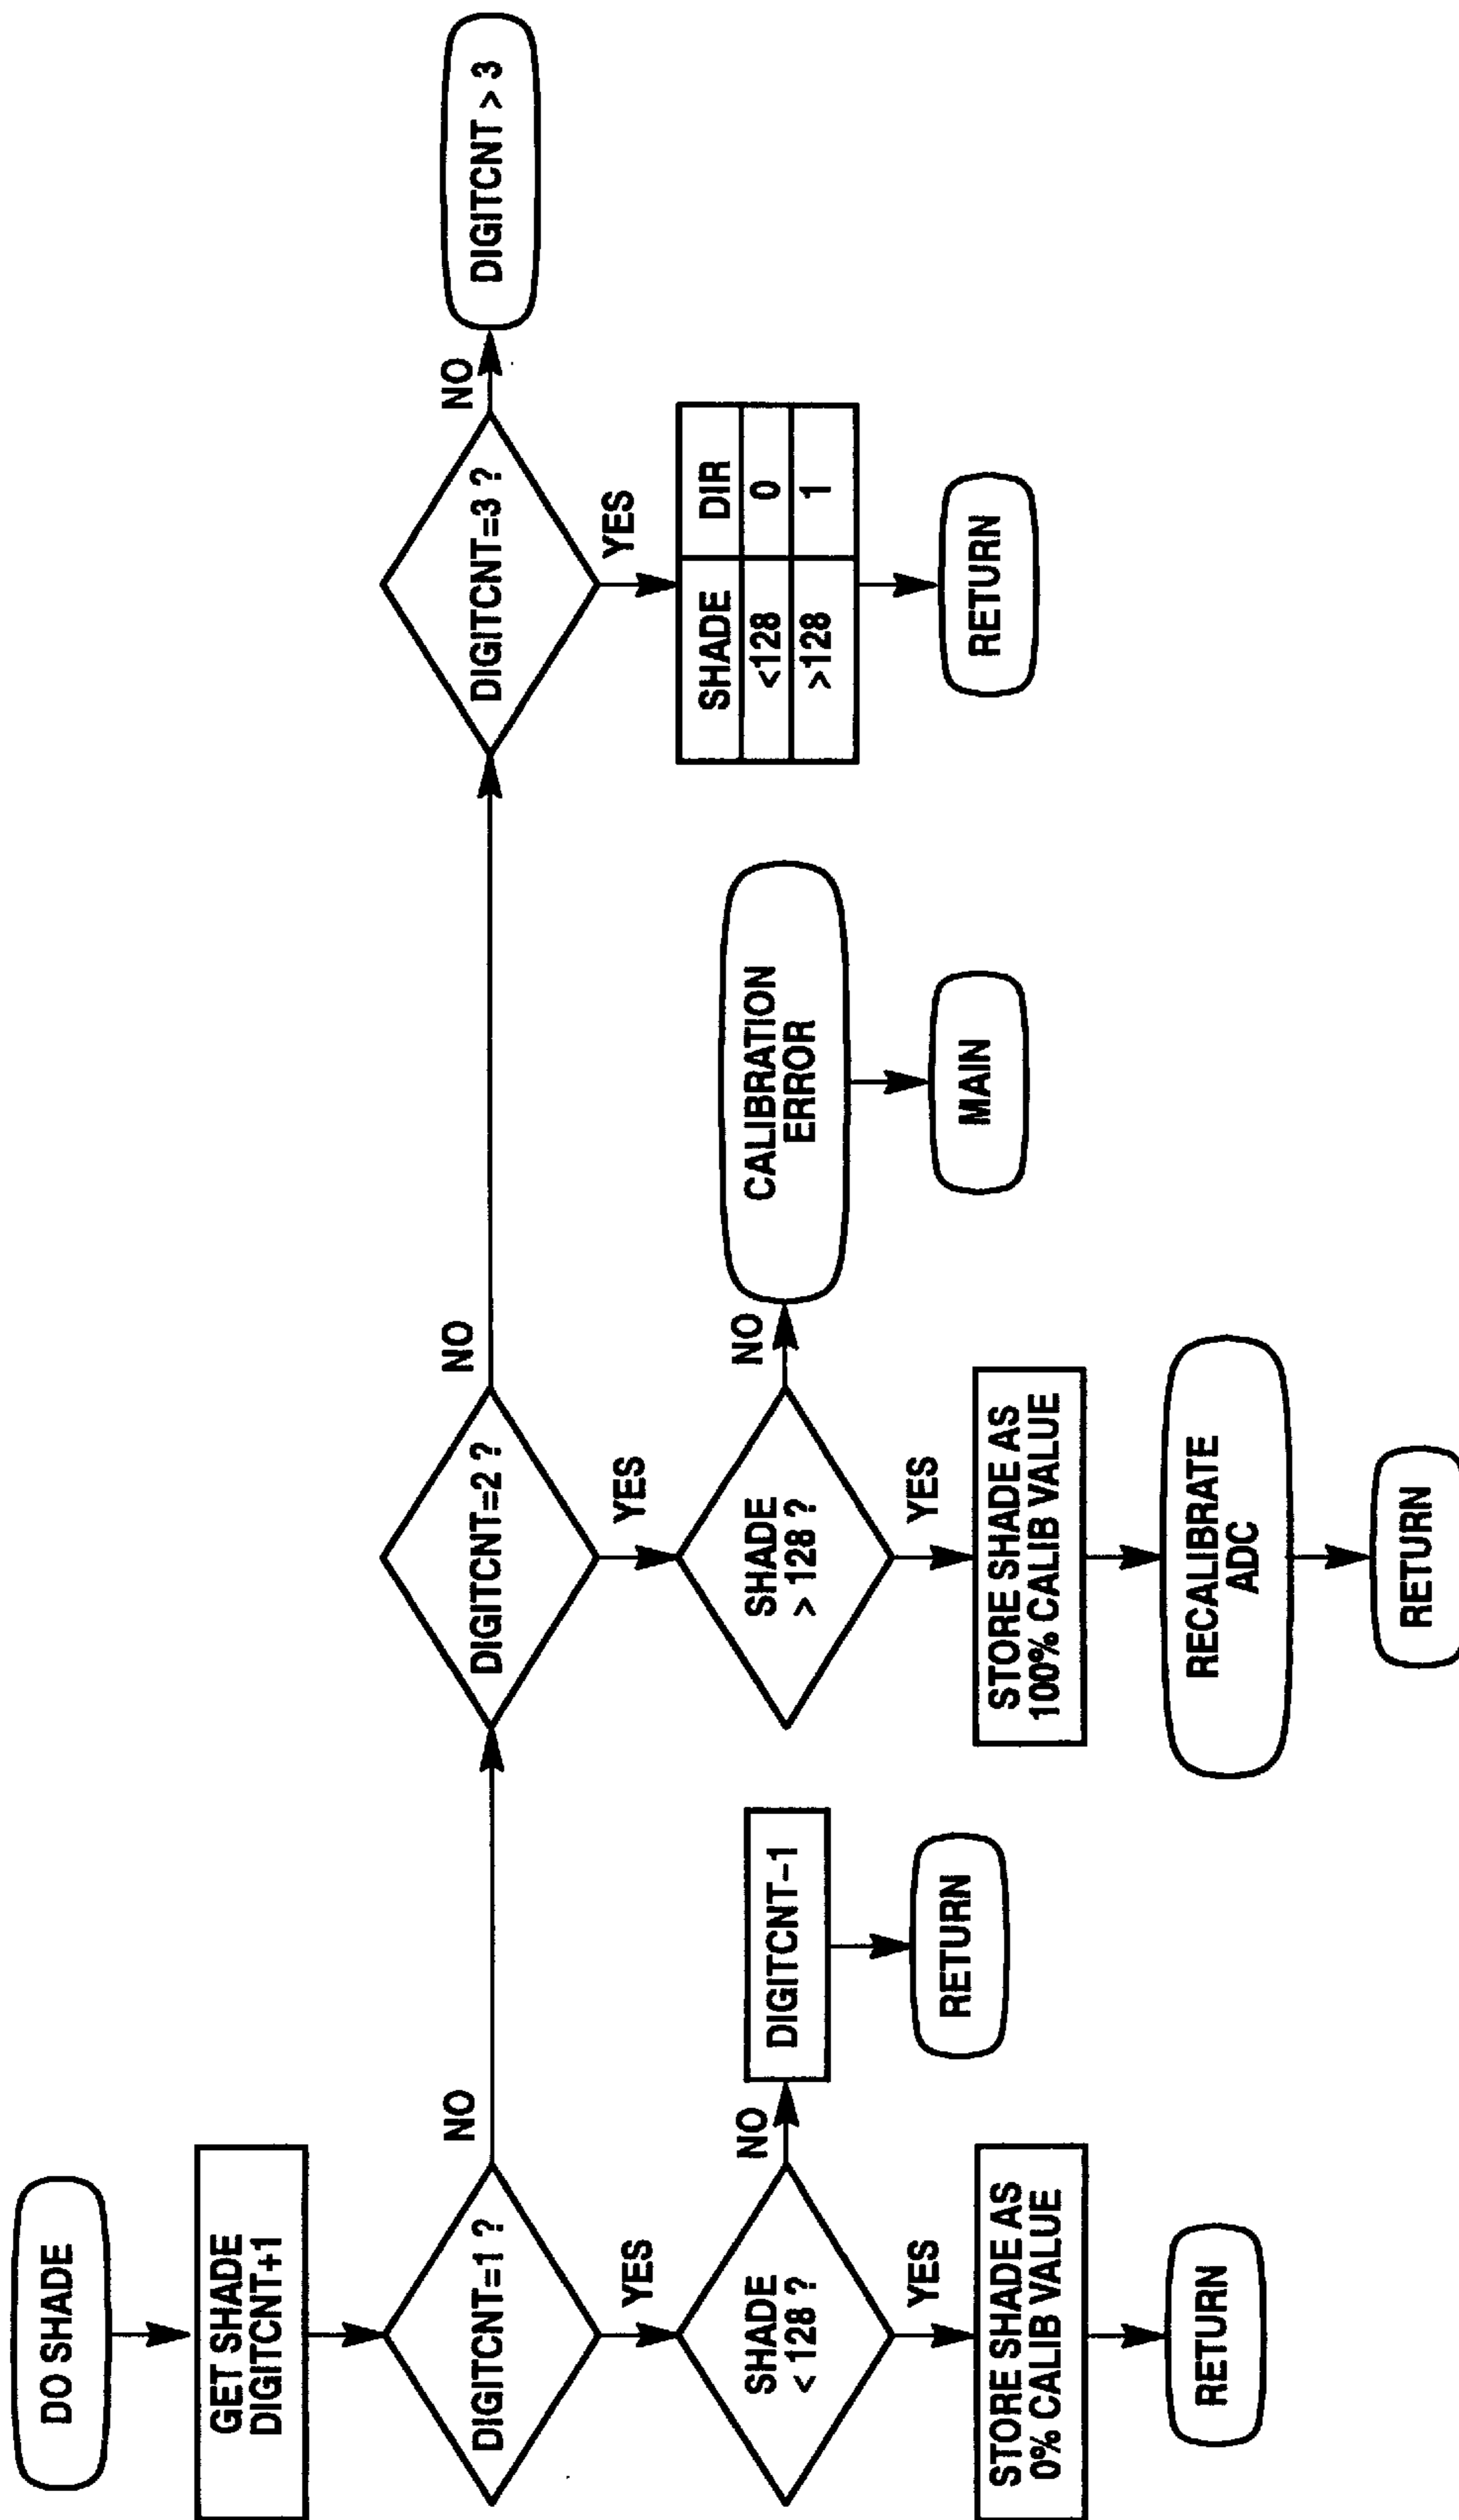 DO SHADE
GET SHADE
DIGITCNT+1
DIGITCNT=1 ?
NO
DIGITCNT=2 ?
NO
DIGITCNT=3 ?
NO
DIGITCNT > 3
YES
SHADE
< 128 ?
NO
DIGITCNT-1
RETURN
YES
STORE SHADE AS
0% CALIB VALUE
RETURN
YES
SHADE
> 128 ?
NO
CALIBRATION
ERROR
MAIN
YES
STORE SHADE AS
100% CALIB VALUE
RECALIBRATE
ADC
RETURN
YES
SHADE DIR
<128 0
>128 1
RETURN